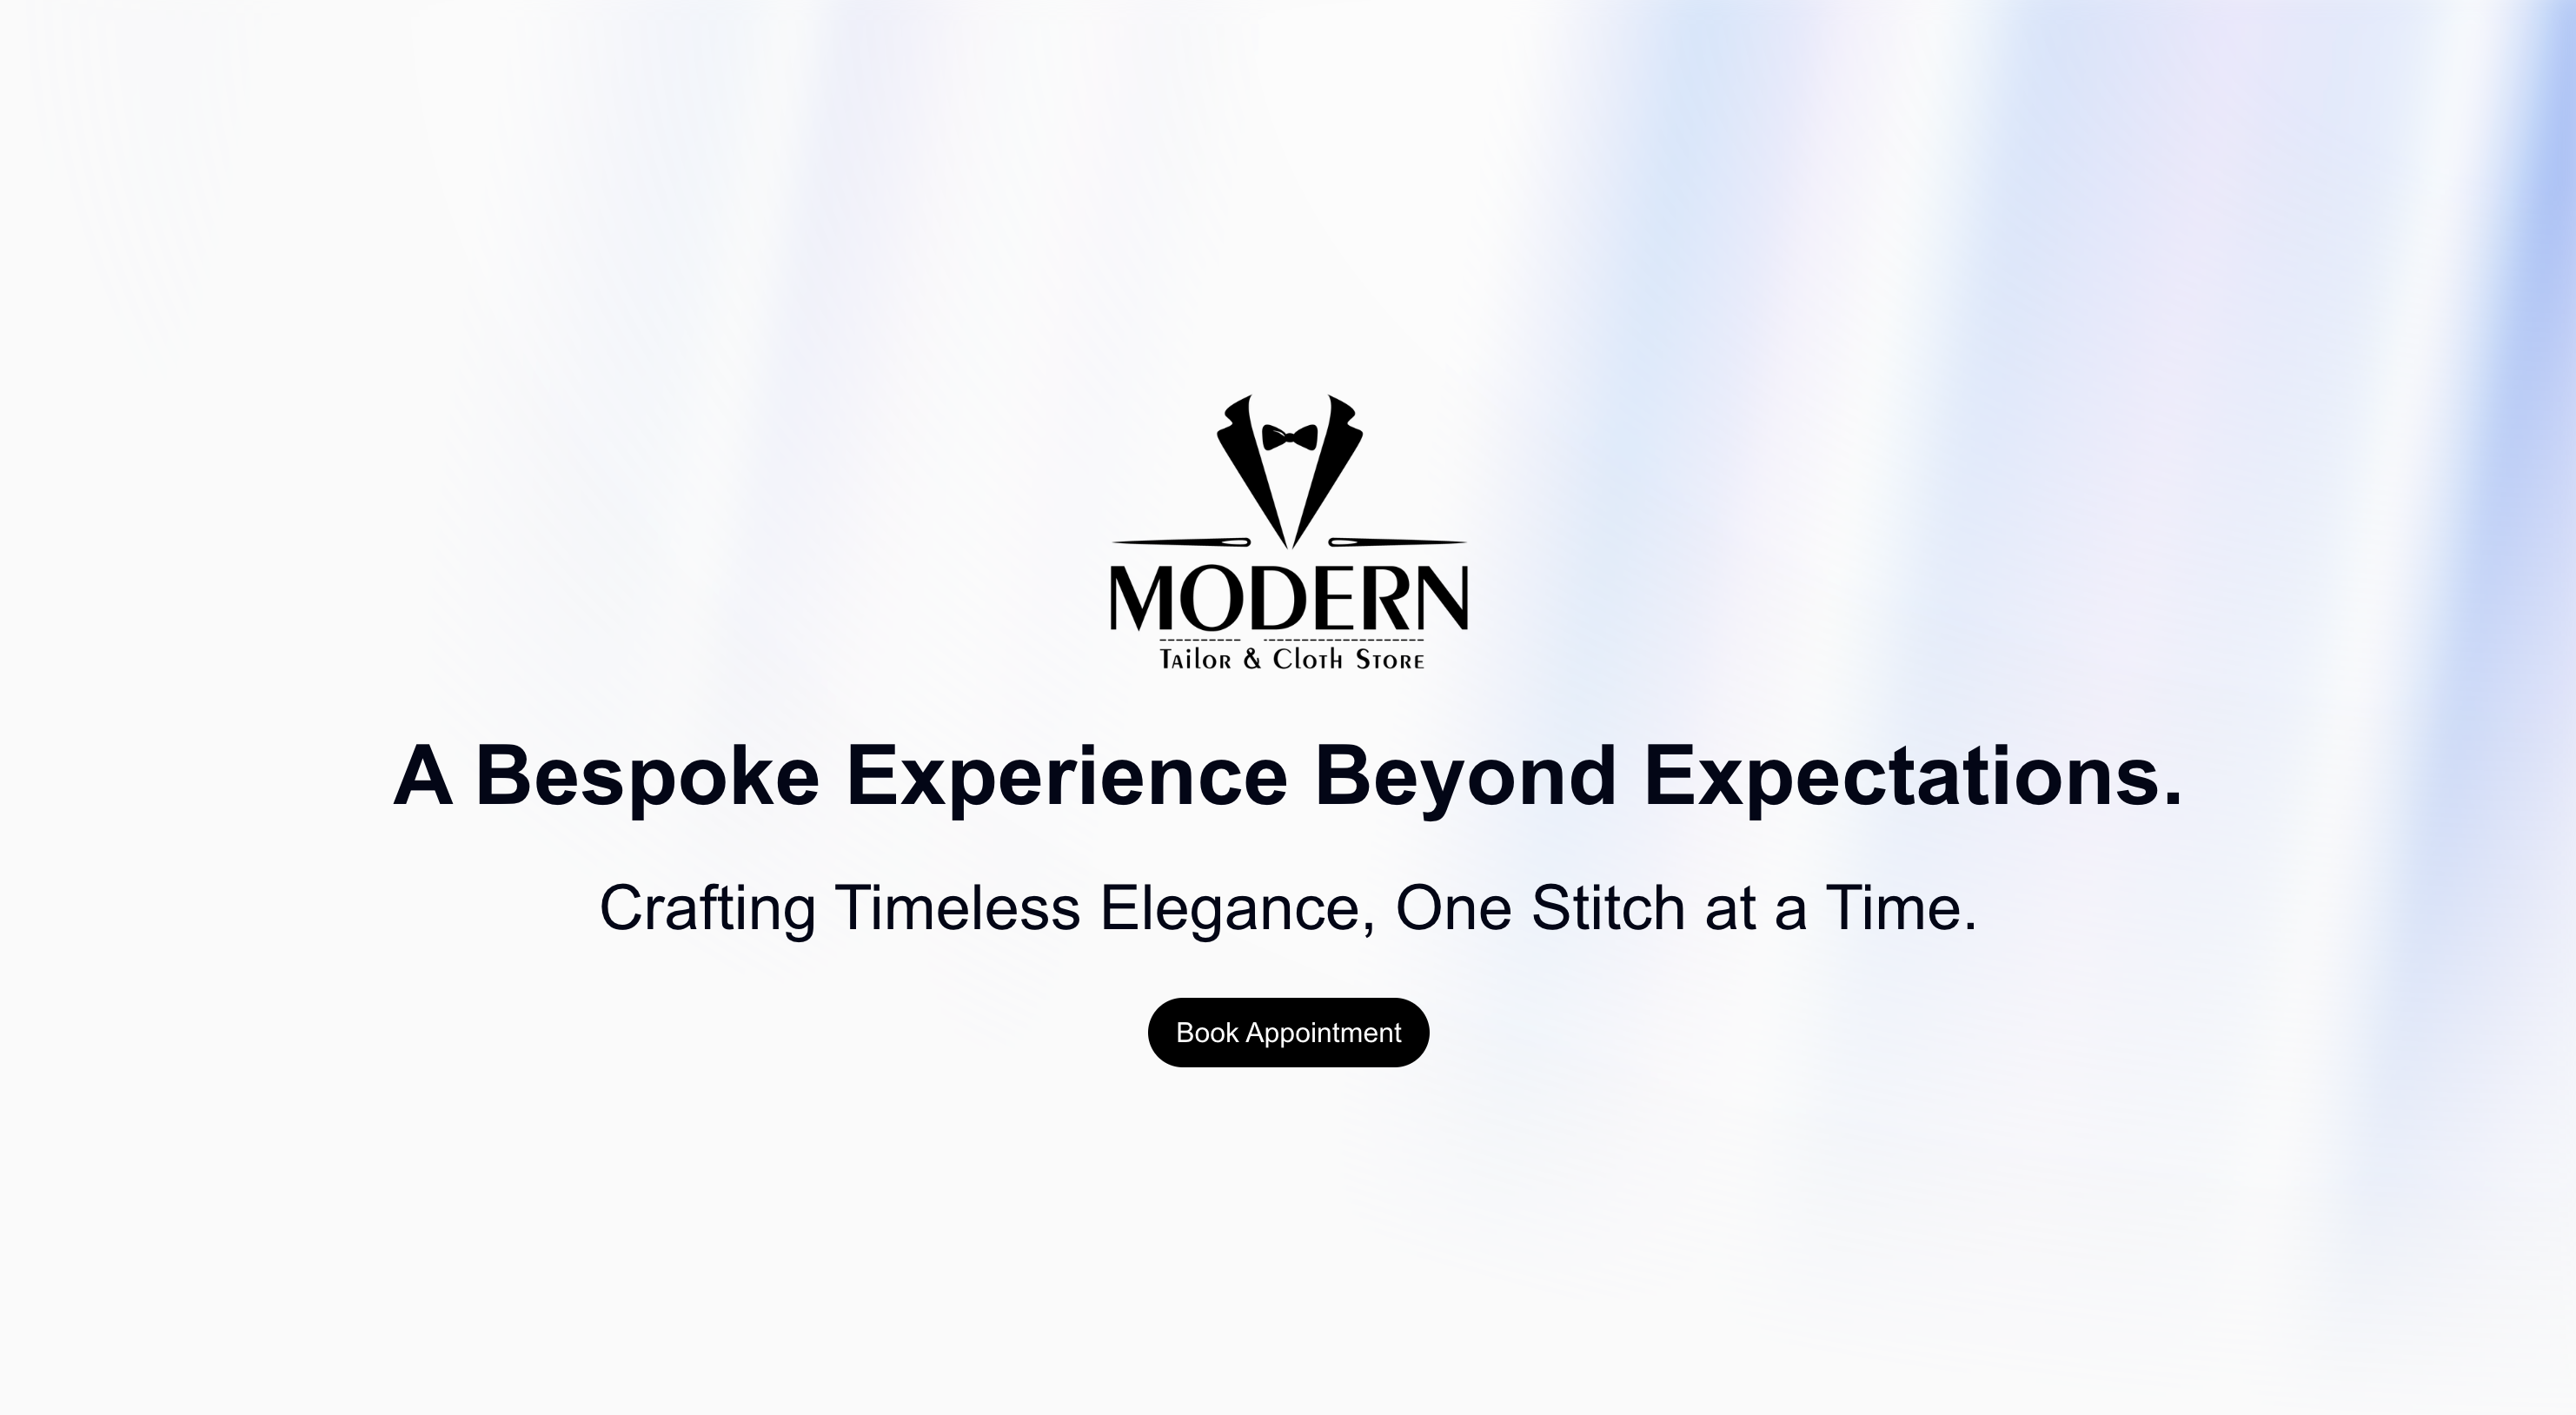 MODERN
Tailor & Cloth Store
A Bespoke Experience Beyond Expectations.
Crafting Timeless Elegance, One Stitch at a Time.
Book Appointment